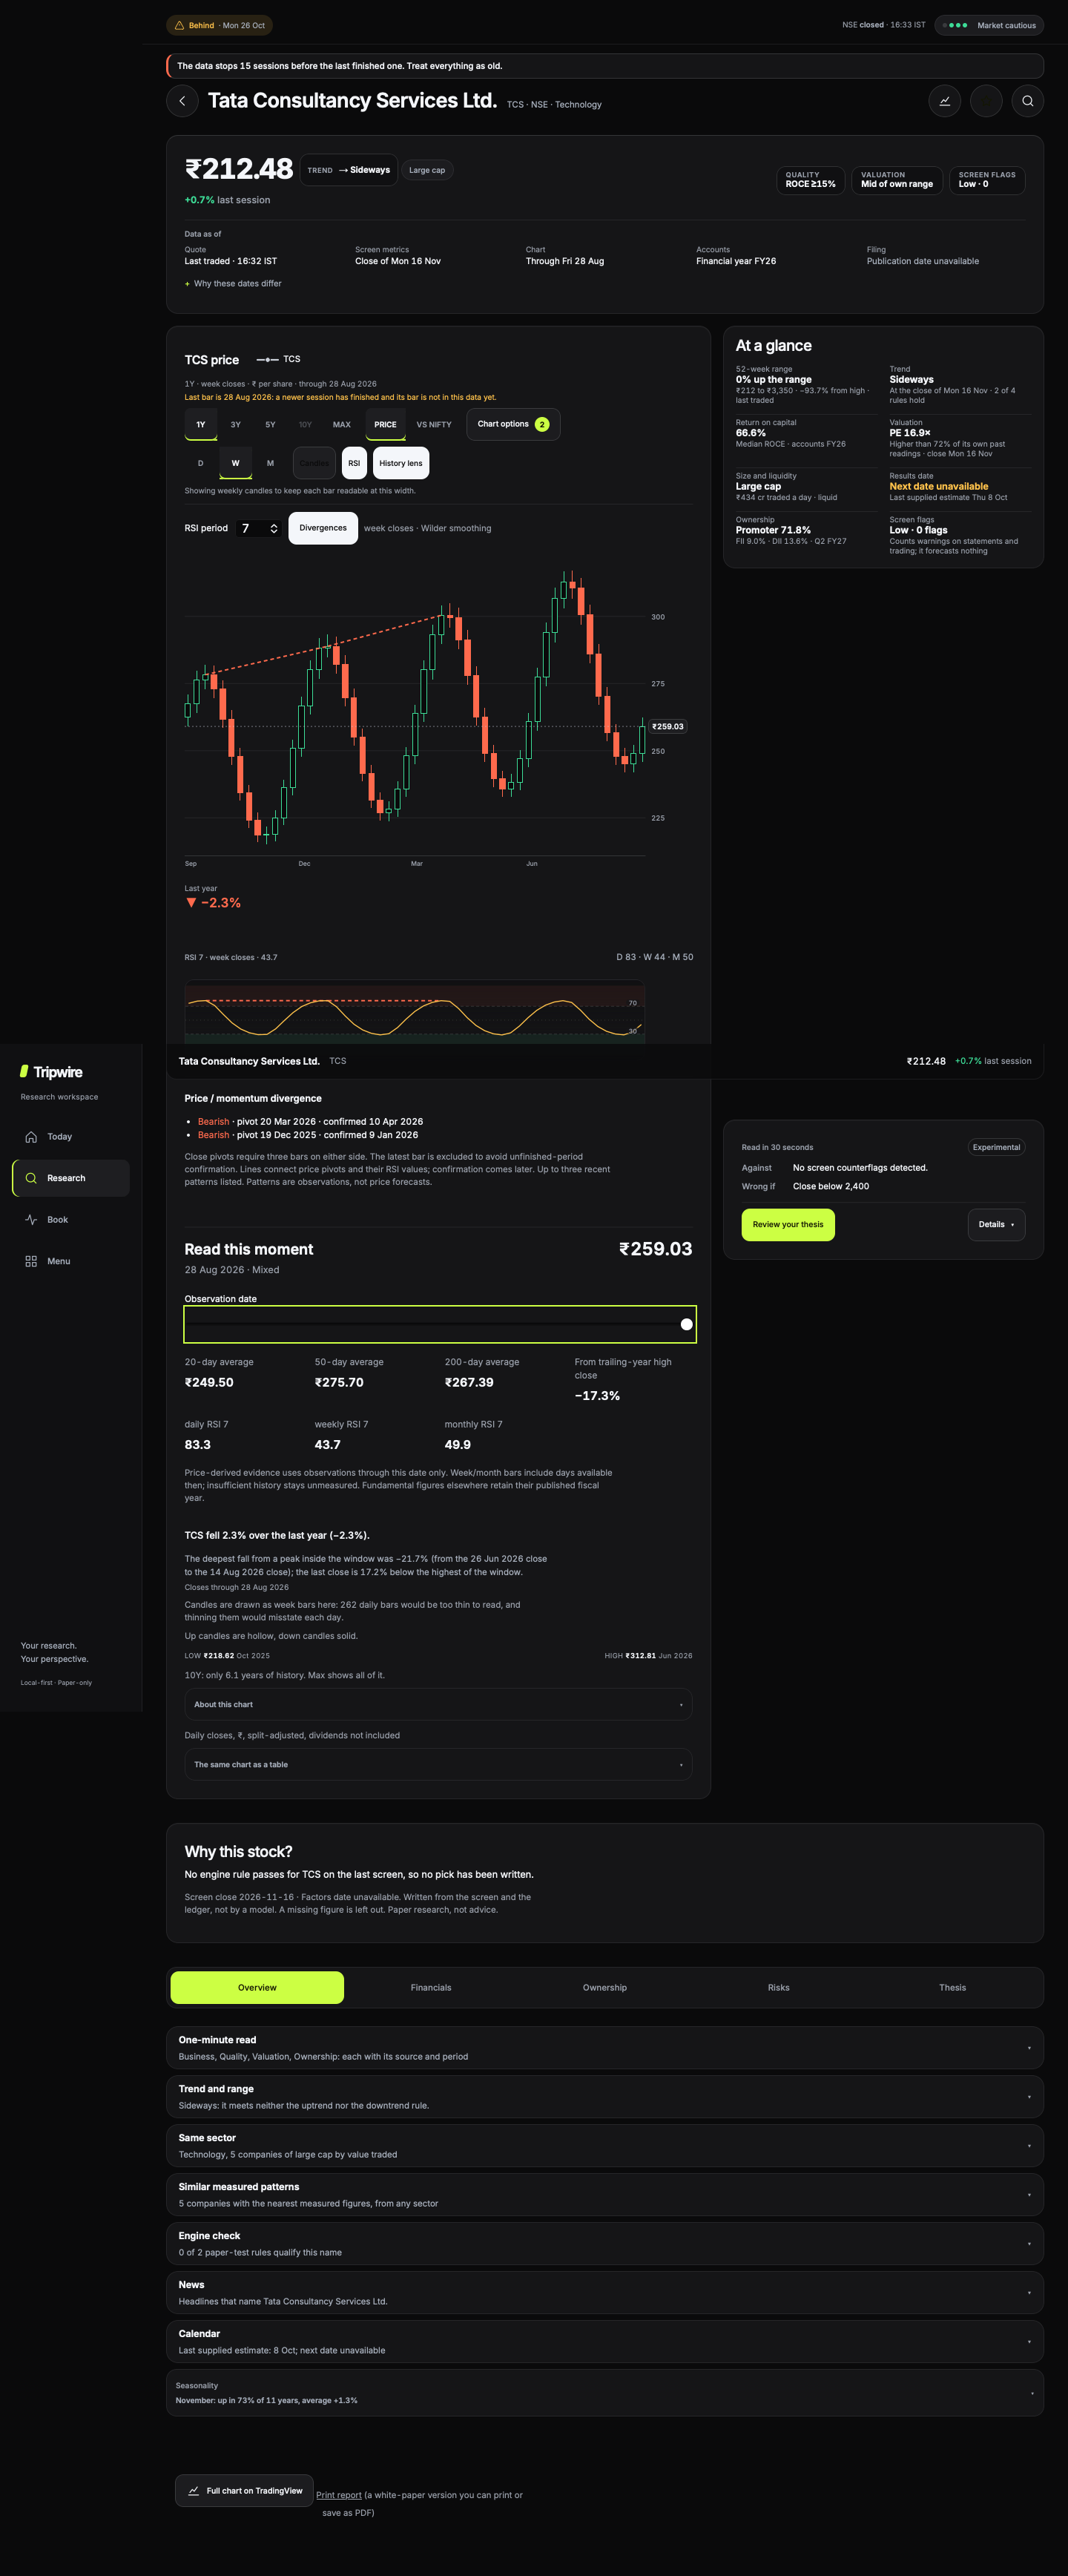 Behind · Mon 26 Oct
NSE closed · 16:33 IST
Market cautious
The data stops 15 sessions before the last finished one. Treat everything as old.
Tata Consultancy Services Ltd. TCS · NSE · Technology
₹212.48 TREND → Sideways Large cap
+0.7% last session
QUALITY
ROCE ≥15%
VALUATION
Mid of own range
SCREEN FLAGS
Low · 0
Data as of
Quote
Last traded · 16:32 IST
Screen metrics
Close of Mon 16 Nov
Chart
Through Fri 28 Aug
Accounts
Financial year FY26
Filing
Publication date unavailable
+ Why these dates differ
TCS price TCS
1Y · week closes · ₹ per share · through 28 Aug 2026
Last bar is 28 Aug 2026: a newer session has finished and its bar is not in this data yet.
1Y 3Y 5Y 10Y MAX PRICE VS NIFTY Chart options 2
D W M Candles RSI History lens
Showing weekly candles to keep each bar readable at this width.
RSI period 7 Divergences week closes · Wilder smoothing
300
275
₹259.03
250
225
Sep Dec Mar Jun
Last year
▼ −2.3%
RSI 7 · week closes · 43.7
D 83 · W 44 · M 50
70
30
At a glance
52-week range
0% up the range
₹212 to ₹3,350 · −93.7% from high ·
last traded
Trend
Sideways
At the close of Mon 16 Nov · 2 of 4
rules hold
Return on capital
66.6%
Median ROCE · accounts FY26
Valuation
PE 16.9×
Higher than 72% of its own past
readings · close Mon 16 Nov
Size and liquidity
Large cap
₹434 cr traded a day · liquid
Results date
Next date unavailable
Last supplied estimate Thu 8 Oct
Ownership
Promoter 71.8%
FII 9.0% · DII 13.6% · Q2 FY27
Screen flags
Low · 0 flags
Counts warnings on statements and
trading; it forecasts nothing
Tripwire
Research workspace
Today
Research
Book
Menu
Your research.
Your perspective.
Local-first · Paper-only
Tata Consultancy Services Ltd. TCS
₹212.48 +0.7% last session
Price / momentum divergence
• Bearish · pivot 20 Mar 2026 · confirmed 10 Apr 2026
• Bearish · pivot 19 Dec 2025 · confirmed 9 Jan 2026
Close pivots require three bars on either side. The latest bar is excluded to avoid unfinished-period
confirmation. Lines connect price pivots and their RSI values; confirmation comes later. Up to three recent
patterns listed. Patterns are observations, not price forecasts.
Read in 30 seconds
Experimental
Against No screen counterflags detected.
Wrong if Close below 2,400
Review your thesis
Details ▾
Read this moment
₹259.03
28 Aug 2026 · Mixed
Observation date
20-day average
₹249.50
50-day average
₹275.70
200-day average
₹267.39
From trailing-year high
close
−17.3%
daily RSI 7
83.3
weekly RSI 7
43.7
monthly RSI 7
49.9
Price-derived evidence uses observations through this date only. Week/month bars include days available
then; insufficient history stays unmeasured. Fundamental figures elsewhere retain their published fiscal
year.
TCS fell 2.3% over the last year (−2.3%).
The deepest fall from a peak inside the window was −21.7% (from the 26 Jun 2026 close
to the 14 Aug 2026 close); the last close is 17.2% below the highest of the window.
Closes through 28 Aug 2026
Candles are drawn as week bars here: 262 daily bars would be too thin to read, and
thinning them would misstate each day.
Up candles are hollow, down candles solid.
LOW ₹218.62 Oct 2025
HIGH ₹312.81 Jun 2026
10Y: only 6.1 years of history. Max shows all of it.
About this chart
Daily closes, ₹, split-adjusted, dividends not included
The same chart as a table
Why this stock?
No engine rule passes for TCS on the last screen, so no pick has been written.
Screen close 2026-11-16 · Factors date unavailable. Written from the screen and the
ledger, not by a model. A missing figure is left out. Paper research, not advice.
Overview Financials Ownership Risks Thesis
One-minute read
Business, Quality, Valuation, Ownership: each with its source and period
Trend and range
Sideways: it meets neither the uptrend nor the downtrend rule.
Same sector
Technology, 5 companies of large cap by value traded
Similar measured patterns
5 companies with the nearest measured figures, from any sector
Engine check
0 of 2 paper-test rules qualify this name
News
Headlines that name Tata Consultancy Services Ltd.
Calendar
Last supplied estimate: 8 Oct; next date unavailable
Seasonality
November: up in 73% of 11 years, average +1.3%
Full chart on TradingView
Print report (a white-paper version you can print or
save as PDF)